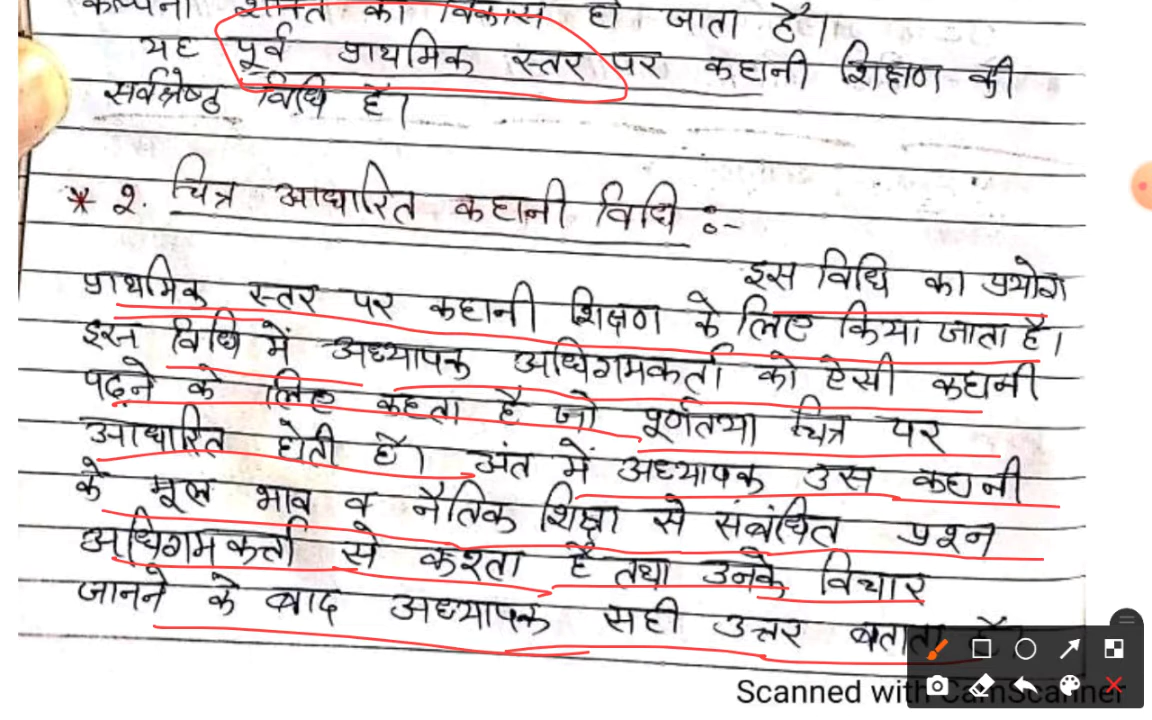 कल्पना शक्ति का विकास हो जाता है।
यह पूर्व प्राथमिक स्तर पर कहानी शिक्षण की
सर्वश्रेष्ठ विधि है।
* २. चित्र आधारित कहानी विधि :-
इस विधि का प्रयोग
प्राथमिक स्तर पर कहानी शिक्षण के लिए किया जाता है।
इस विधि में अध्यापक अधिगमकर्ता को ऐसी कहानी
पढ़ने के लिए कहता है जो पूर्णतया चित्र पर
आधारित होती है। अंत में अध्यापक उस कहानी
के मूल भाव व नैतिक शिक्षा से संबंधित प्रश्न
अधिगमकर्ता से करता है तथा उनके विचार
जानने के बाद अध्यापक सही उत्तर बताता है।
Scanned with CamScanner